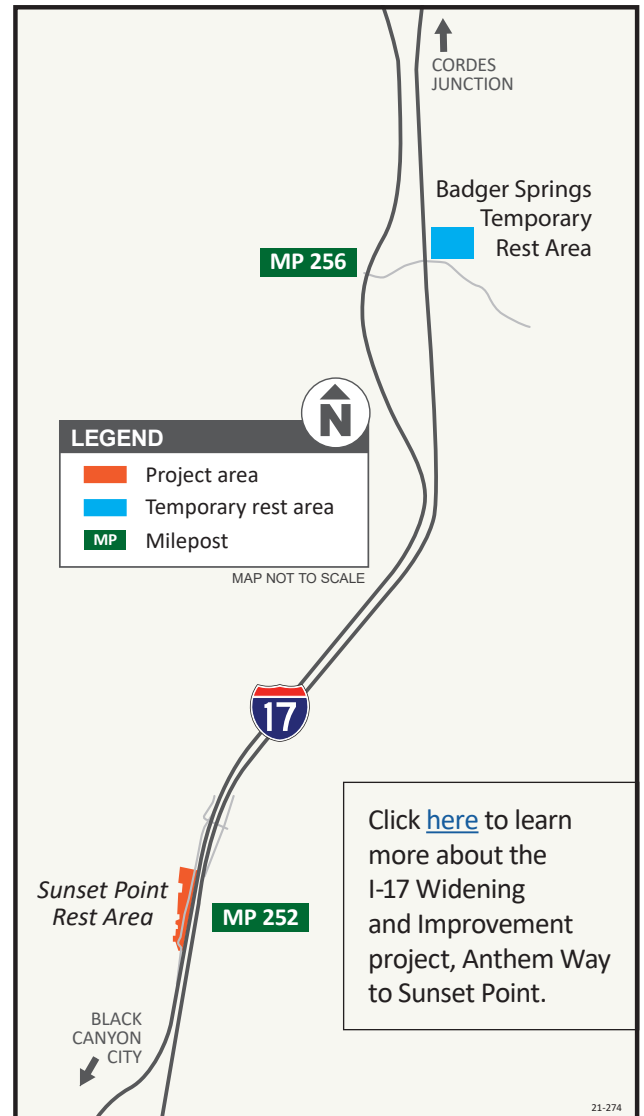 CORDES
JUNCTION
Badger Springs
Temporary
Rest Area
MP 256
N
LEGEND
Project area
Temporary rest area
MP Milepost
MAP NOT TO SCALE
17
Sunset Point
Rest Area
MP 252
Click here to learn
more about the
I-17 Widening
and Improvement
project, Anthem Way
to Sunset Point.
BLACK
CANYON
CITY
21-274